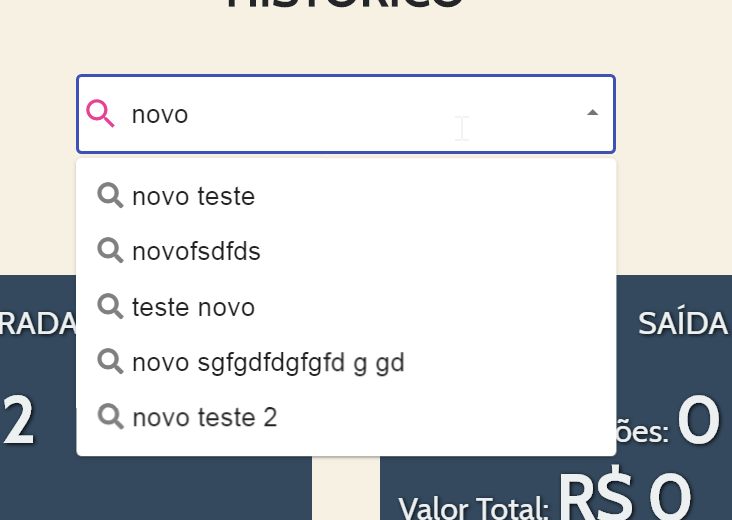 HISTÓRICO
novo
novo teste
novofsdfds
teste novo
novo sgfgdfdgfgfd g gd
novo teste 2
RADA
SAÍDA
2
ões: 0
Valor Total: R$ 0